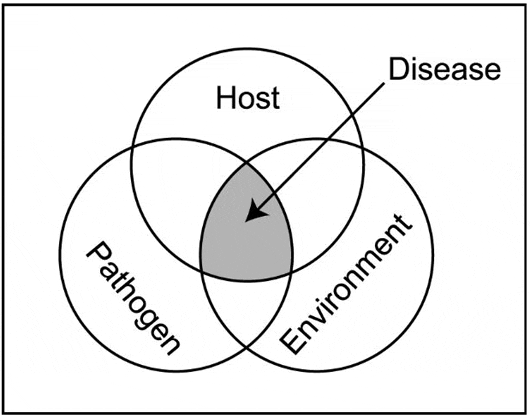 Disease
Host
Pathogen
Environment